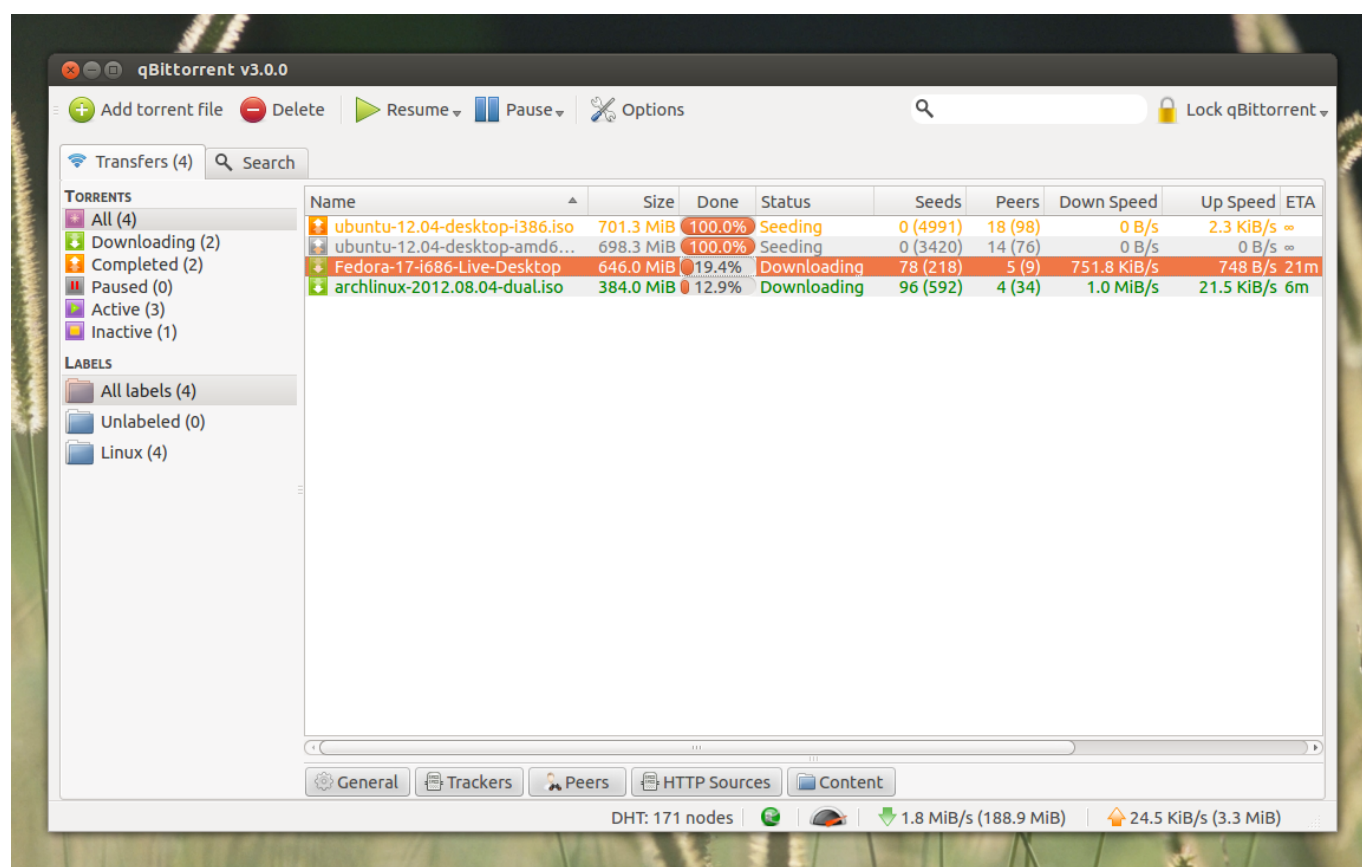 qBittorrent v3.0.0
Add torrent file Delete Resume Pause Options Lock qBittorrent
Transfers (4) Search
TORRENTS
All (4)
Downloading (2)
Completed (2)
Paused (0)
Active (3)
Inactive (1)
LABELS
All labels (4)
Unlabeled (0)
Linux (4)
Name Size Done Status Seeds Peers Down Speed Up Speed ETA
ubuntu-12.04-desktop-i386.iso 701.3 MiB 100.0% Seeding 0 (4991) 18 (98) 0 B/s 2.3 KiB/s ∞
ubuntu-12.04-desktop-amd6... 698.3 MiB 100.0% Seeding 0 (3420) 14 (76) 0 B/s 0 B/s ∞
Fedora-17-i686-Live-Desktop 646.0 MiB 19.4% Downloading 78 (218) 5 (9) 751.8 KiB/s 748 B/s 21m
archlinux-2012.08.04-dual.iso 384.0 MiB 12.9% Downloading 96 (592) 4 (34) 1.0 MiB/s 21.5 KiB/s 6m
General Trackers Peers HTTP Sources Content
DHT: 171 nodes 1.8 MiB/s (188.9 MiB) 24.5 KiB/s (3.3 MiB)